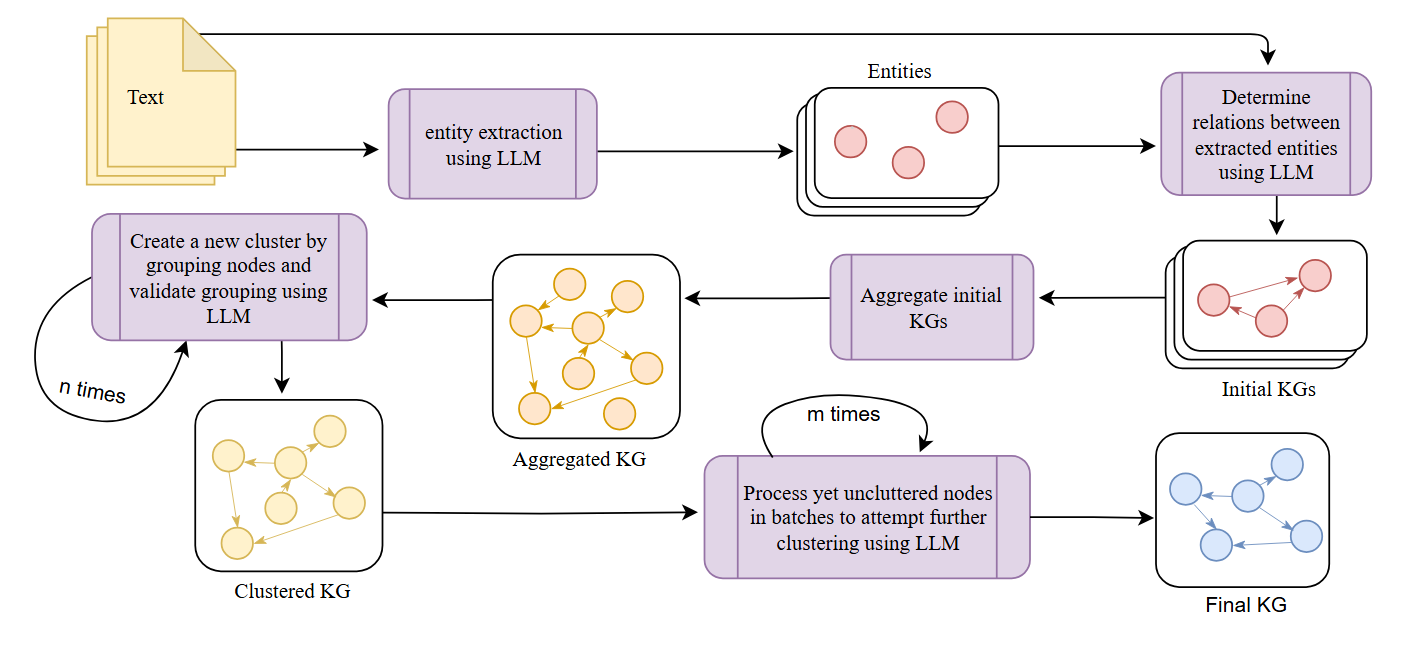 Text
entity extraction
using LLM
Entities
Determine
relations between
extracted entities
using LLM
Initial KGs
Aggregate initial
KGs
Aggregated KG
Create a new cluster by
grouping nodes and
validate grouping using
LLM
n times
Clustered KG
m times
Process yet uncluttered nodes
in batches to attempt further
clustering using LLM
Final KG